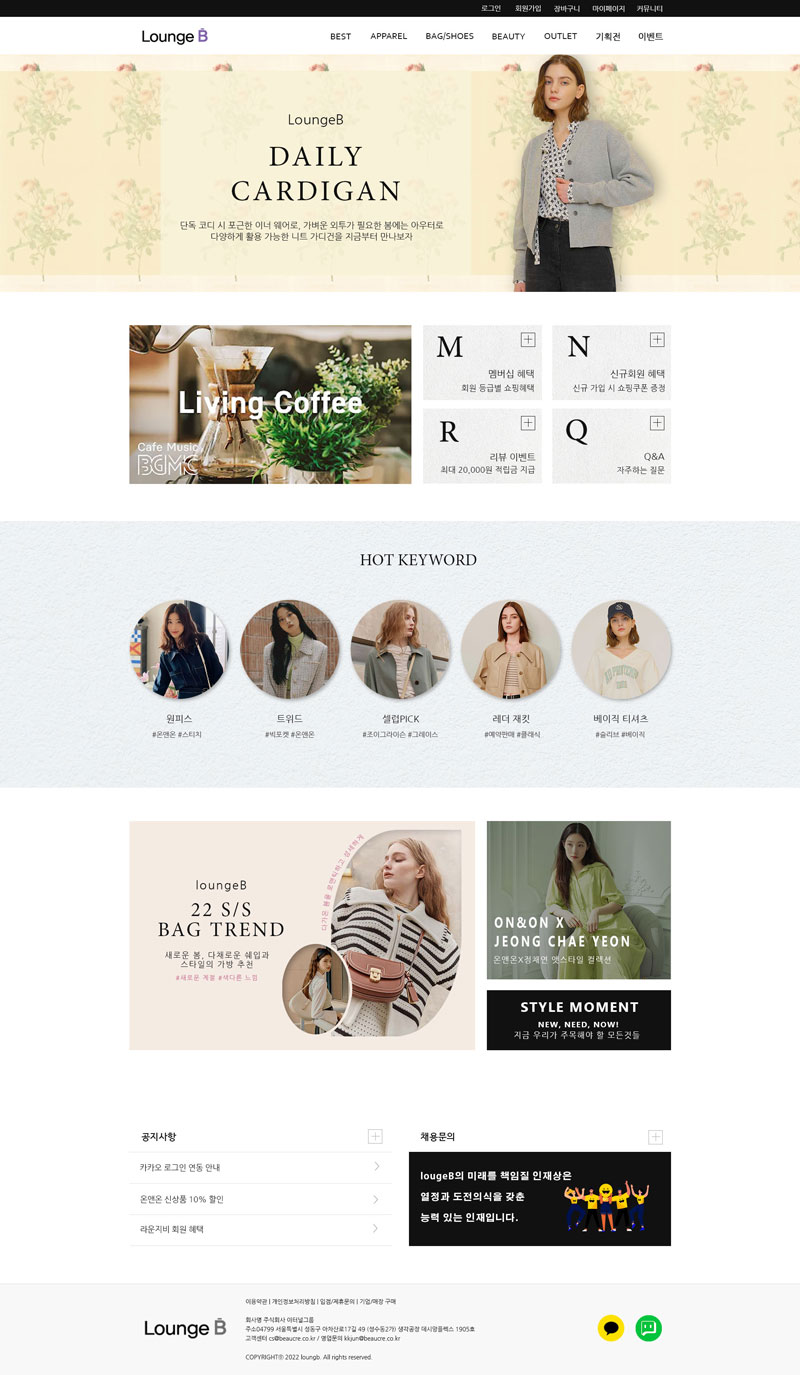 로그인 회원가입 장바구니 마이페이지 커뮤니티
Lounge B
BEST APPAREL BAG/SHOES BEAUTY OUTLET 기획전 이벤트
LoungeB
DAILY
CARDIGAN
단독 코디 시 포근한 이너 웨어로, 가벼운 외투가 필요한 봄에는 아우터로
다양하게 활용 가능한 니트 가디건을 지금부터 만나보자
Living Coffee
Cafe Music
BGMC
M
멤버십 혜택
회원 등급별 쇼핑혜택
N
신규회원 혜택
신규 가입 시 쇼핑쿠폰 증정
R
리뷰 이벤트
최대 20,000원 적립금 지급
Q
Q&A
자주하는 질문
HOT KEYWORD
원피스
#온앤온 #스티치
트위드
#빅포켓 #온앤온
셀럽PICK
#조이그라이슨 #그레이스
레더 재킷
#예약판매 #클래식
베이직 티셔츠
#슬리브 #베이직
loungeB
22 S/S
BAG TREND
새로운 봄, 다채로운 쉐입과
스타일의 가방 추천
#새로운 계절 #색다른 느낌
다가온 봄을 로맨틱하고 섬세하게
ON&ON X
JEONG CHAE YEON
온앤온X정채연 앳스타일 컬렉션
STYLE MOMENT
NEW, NEED, NOW!
지금 우리가 주목해야 할 모든것들
공지사항
카카오 로그인 연동 안내
온앤온 신상품 10% 할인
라운지비 회원 혜택
채용문의
lougeB의 미래를 책임질 인재상은
열정과 도전의식을 갖춘
능력 있는 인재입니다.
Lounge B
이용약관 | 개인정보처리방침 | 입점/제휴문의 | 기업/매장 구매
회사명 주식회사 아터널그룹
주소04799 서울특별시 성동구 아차산로17길 49 (성수동2가) 생각공장 데시앙플렉스 1905호
고객센터 cs@beaucre.co.kr / 영업문의 kkjun@beaucre.co.kr
COPYRIGHTⓒ 2022 loungb. All rights reserved.